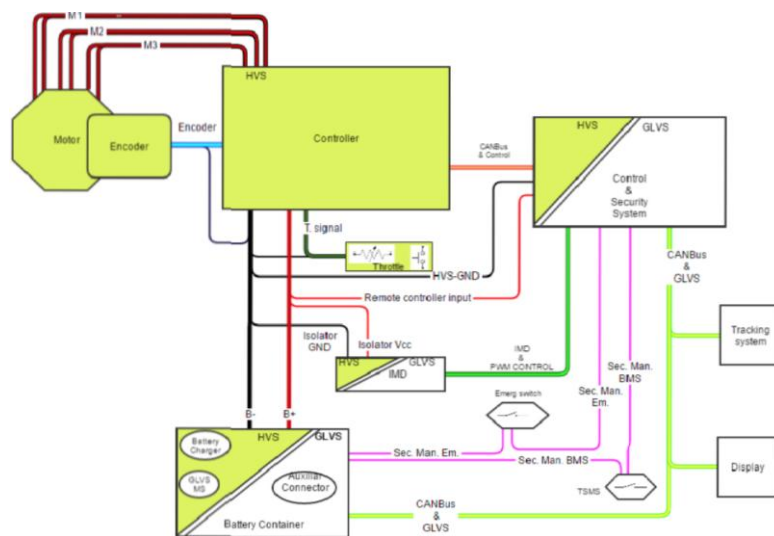 M1
M2
M3
HVS
Motor
Encoder
Encoder
Controller
CANBus
& Control
HVS
GLVS
Control
&
Security
System
T. signal
Throttle
HVS-GND
Remote controller input
CANBus
&
GLVS
Isolator
GND
Isolator Vcc
HVS
GLVS
IMD
IMD
&
PWM CONTROL
Sec. Man.
Em.
Sec. Man.
BMS
Tracking
system
Emerg switch
B-
B+
Battery
Charger
HVS
GLVS
GLVS
MS
Auxiliar
Connector
Battery Container
Sec. Man. Em.
Sec. Man. BMS
TSMS
Display
CANBus
&
GLVS